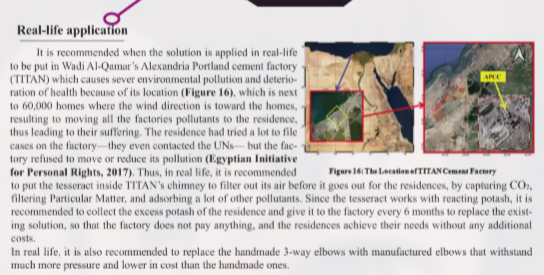 Real-life application
It is recommended when the solution is applied in real-life
to be put in Wadi Al-Qamar's Alexandria Portland cement factory
(TITAN) which causes sever environmental pollution and deterio-
ration of health because of its location (Figure 16), which is next
to 60,000 homes where the wind direction is toward the homes,
resulting to moving all the factories pollutants to the residence,
thus leading to their suffering. The residence had tried a lot to file
cases on the factory—they even contacted the UNs— but the fac-
tory refused to move or reduce its pollution (Egyptian Initiative
for Personal Rights, 2017). Thus, in real life, it is recommended
APCC
Figure 16: The Location of TITAN Cement Factory
to put the tesseract inside TITAN's chimney to filter out its air before it goes out for the residences, by capturing CO₂,
filtering Particular Matter, and adsorbing a lot of other pollutants. Since the tesseract works with reacting potash, it is
recommended to collect the excess potash of the residence and give it to the factory every 6 months to replace the exist-
ing solution, so that the factory does not pay anything, and the residences achieve their needs without any additional
costs.
In real life, it is also recommended to replace the handmade 3-way elbows with manufactured elbows that withstand
much more pressure and lower in cost than the handmade ones.